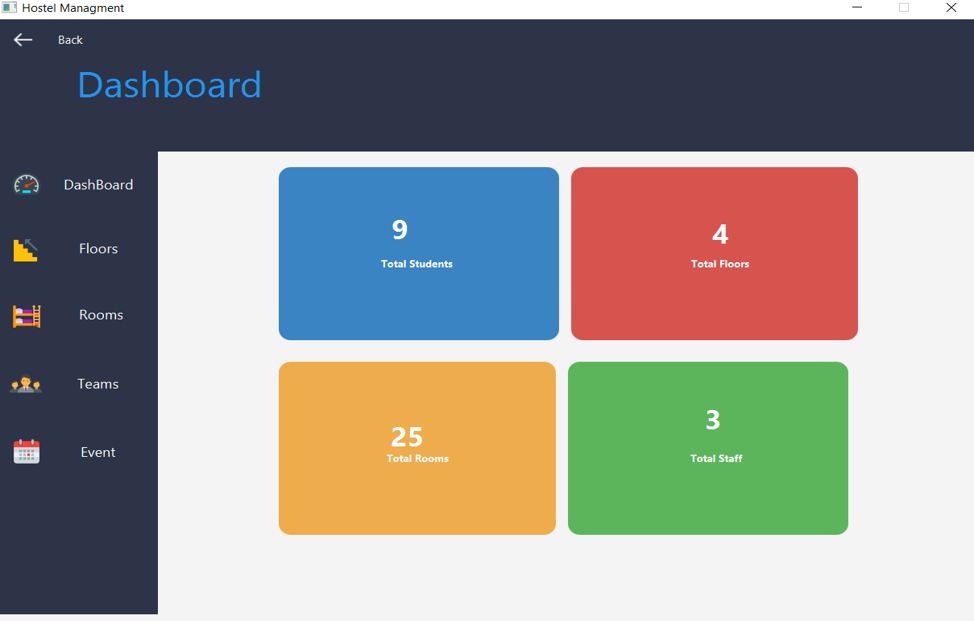 Hostel Managment
Back
Dashboard
DashBoard
Floors
Rooms
Teams
Event
9
Total Students
4
Total Floors
25
Total Rooms
3
Total Staff